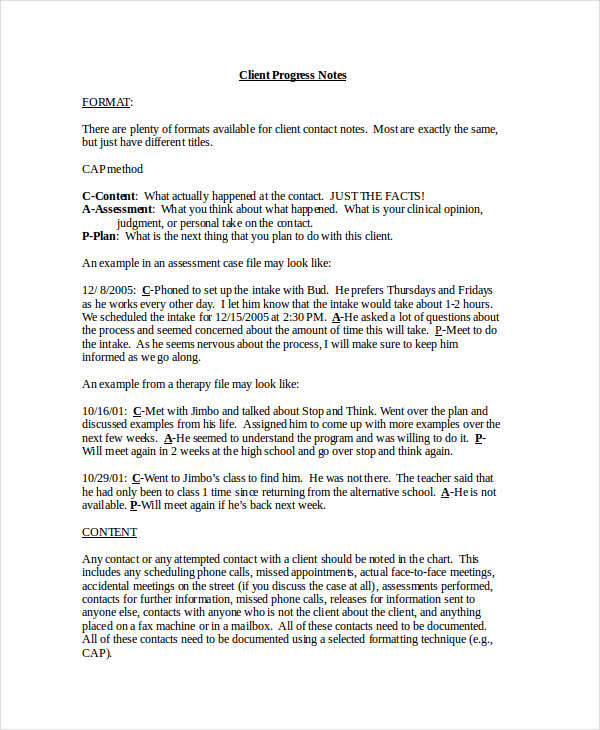 Client Progress Notes
FORMAT:
There are plenty of formats available for client contact notes. Most are exactly the same,
but just have different titles.
CAP method
C-Content: What actually happened at the contact. JUST THE FACTS!
A-Assessment: What you think about what happened. What is your clinical opinion,
judgment, or personal take on the contact.
P-Plan: What is the next thing that you plan to do with this client.
An example in an assessment case file may look like:
12/ 8/2005: C-Phoned to set up the intake with Bud. He prefers Thursdays and Fridays
as he works every other day. I let him know that the intake would take about 1-2 hours.
We scheduled the intake for 12/15/2005 at 2:30 PM. A-He asked a lot of questions about
the process and seemed concerned about the amount of time this will take. P-Meet to do
the intake. As he seems nervous about the process, I will make sure to keep him
informed as we go along.
An example from a therapy file may look like:
10/16/01: C-Met with Jimbo and talked about Stop and Think. Went over the plan and
discussed examples from his life. Assigned him to come up with more examples over the
next few weeks. A-He seemed to understand the program and was willing to do it. P-
Will meet again in 2 weeks at the high school and go over stop and think again.
10/29/01: C-Went to Jimbo's class to find him. He was not there. The teacher said that
he had only been to class 1 time since returning from the alternative school. A-He is not
available. P-Will meet again if he's back next week.
CONTENT
Any contact or any attempted contact with a client should be noted in the chart. This
includes any scheduling phone calls, missed appointments, actual face-to-face meetings,
accidental meetings on the street (if you discuss the case at all), assessments performed,
contacts for further information, missed phone calls, releases for information sent to
anyone else, contacts with anyone who is not the client about the client, and anything
placed on a fax machine or in a mailbox. All of these contacts need to be documented.
All of these contacts need to be documented using a selected formatting technique (e.g.,
CAP).